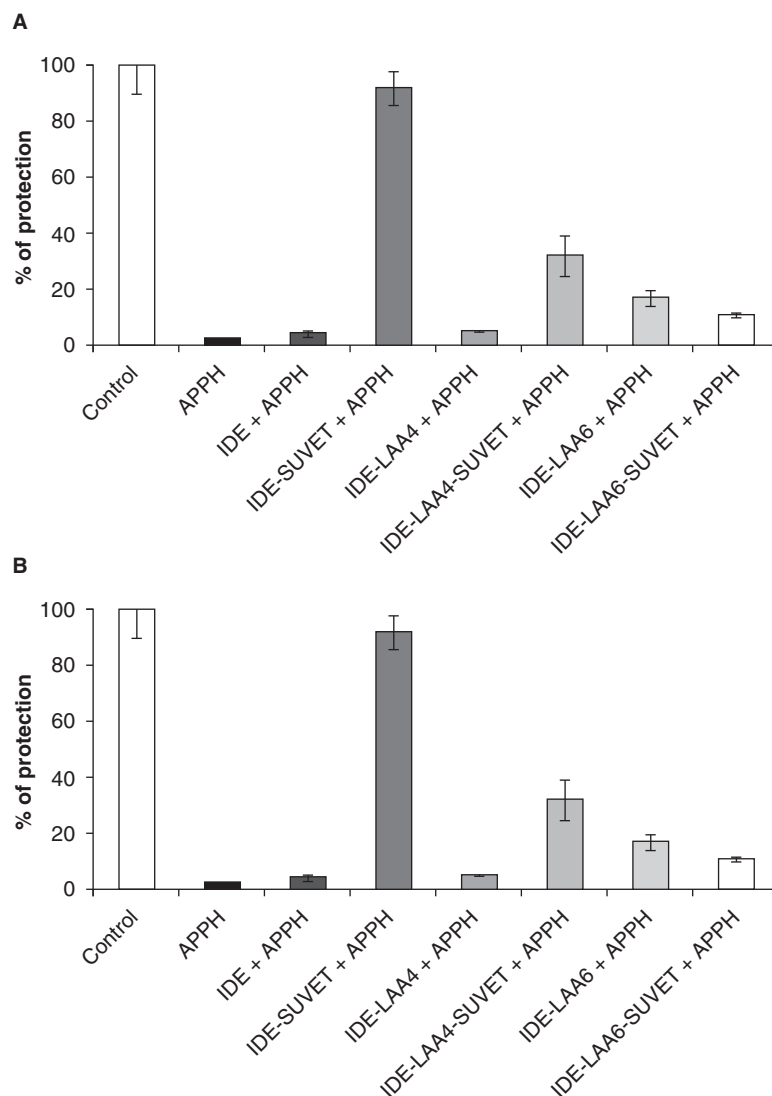 A
% of protection
100
80
60
40
20
0
Control
APPH
IDE + APPH
IDE-SUVET + APPH
IDE-LAA4 + APPH
IDE-LAA4-SUVET + APPH
IDE-LAA6 + APPH
IDE-LAA6-SUVET + APPH
B
% of protection
100
80
60
40
20
0
Control
APPH
IDE + APPH
IDE-SUVET + APPH
IDE-LAA4 + APPH
IDE-LAA4-SUVET + APPH
IDE-LAA6 + APPH
IDE-LAA6-SUVET + APPH